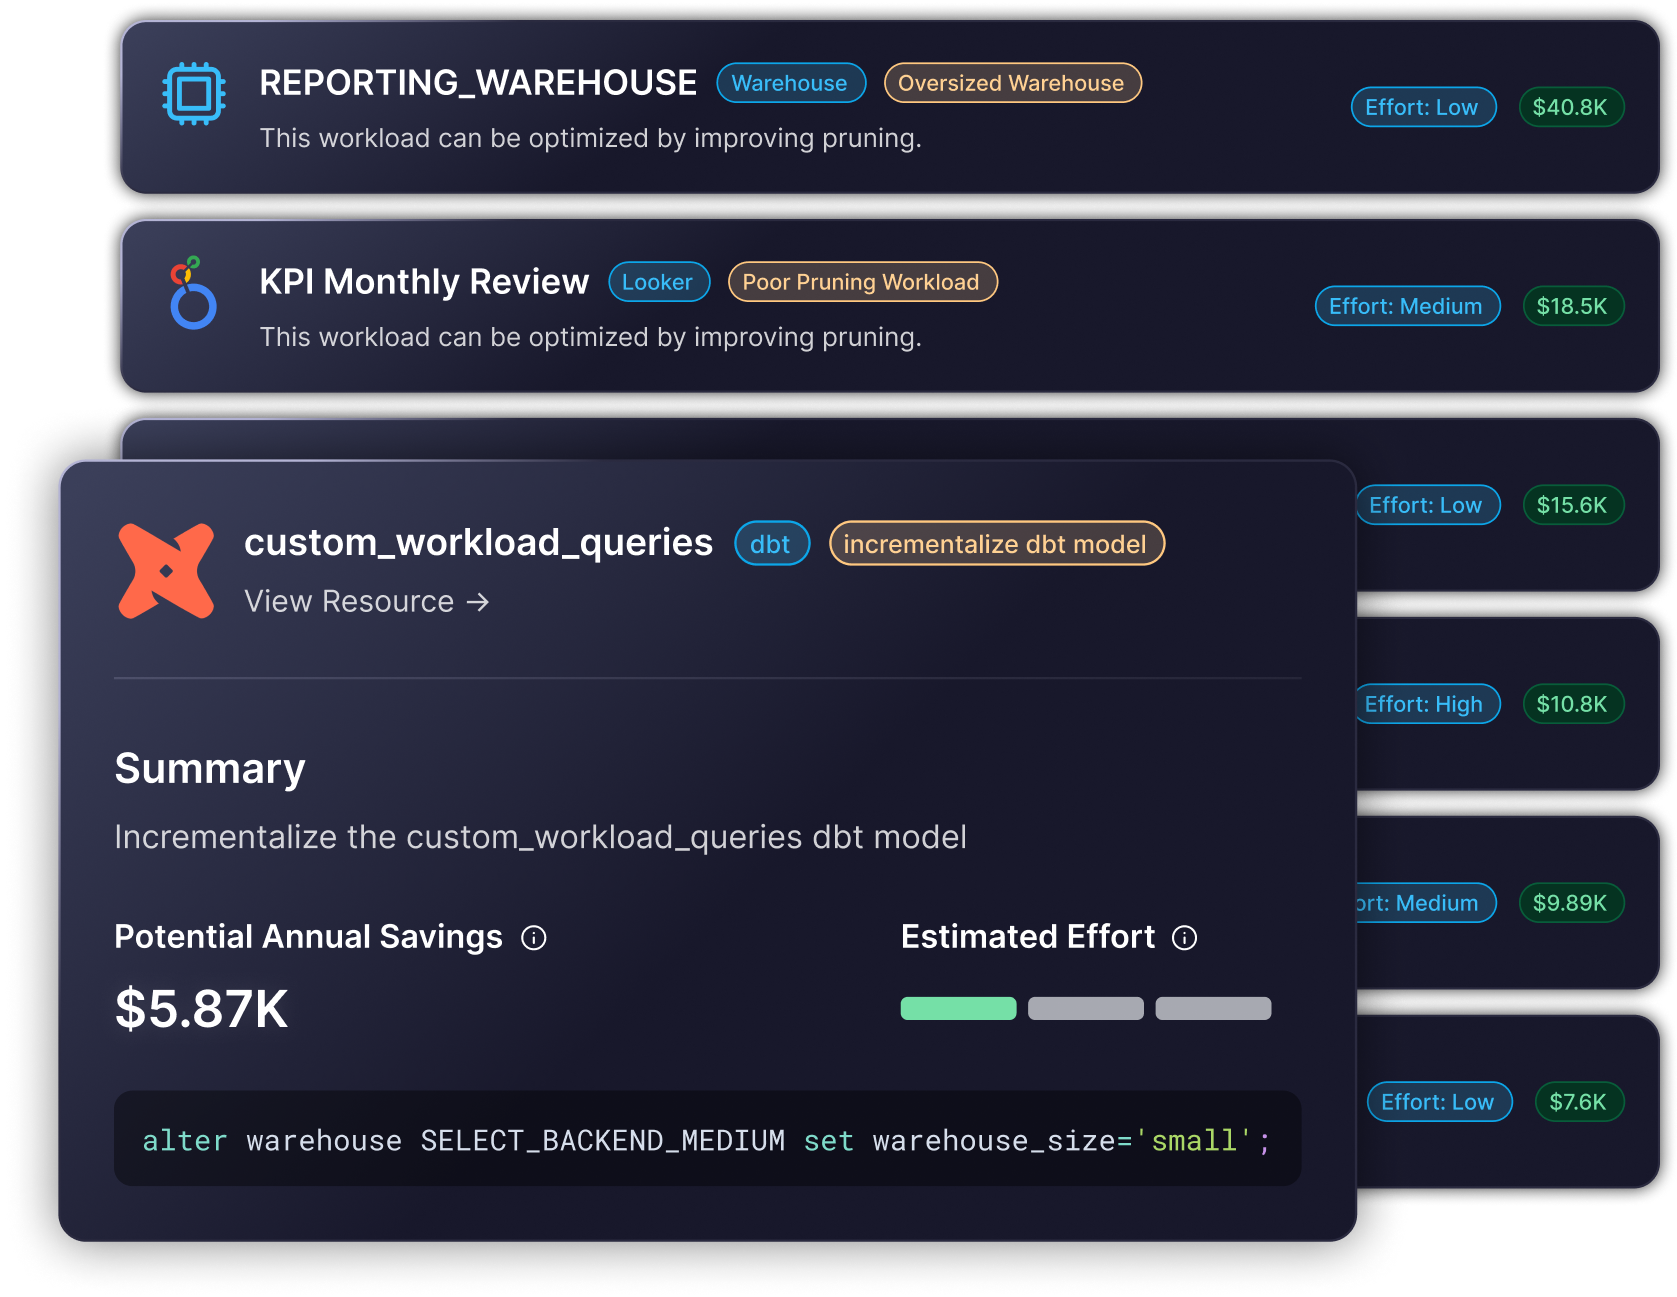 REPORTING_WAREHOUSE Warehouse Oversized Warehouse
This workload can be optimized by improving pruning.
Effort: Low $40.8K
KPI Monthly Review Looker Poor Pruning Workload
This workload can be optimized by improving pruning.
Effort: Medium $18.5K
Effort: Low $15.6K
Effort: High $10.8K
ort: Medium $9.89K
Effort: Low $7.6K
custom_workload_queries dbt incrementalize dbt model
View Resource →
Summary
Incrementalize the custom_workload_queries dbt model
Potential Annual Savings
$5.87K
Estimated Effort
alter warehouse SELECT_BACKEND_MEDIUM set warehouse_size='small';